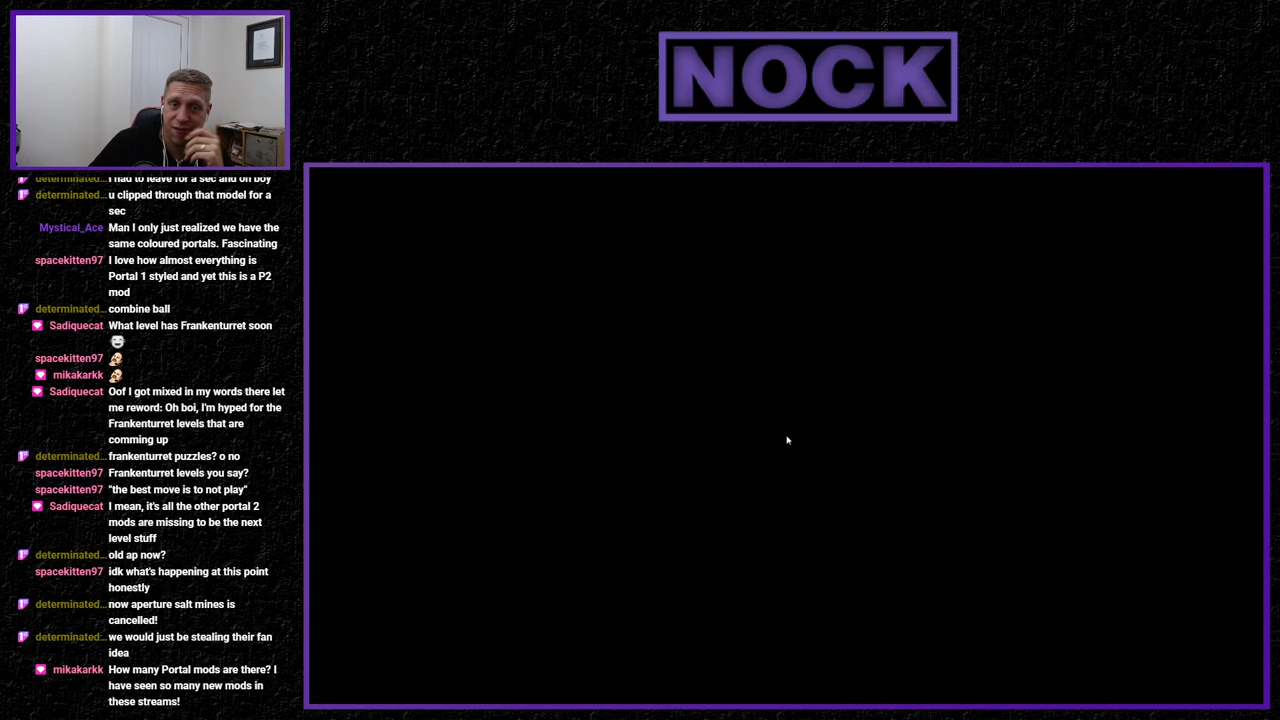 NOCK
determinated... I had to leave for a sec and oh boy
determinated... u clipped through that model for a
sec
Mystical_Ace Man I only just realized we have the
same coloured portals. Fascinating
spacekitten97 I love how almost everything is
Portal 1 styled and yet this is a P2
mod
determinated... combine ball
Sadiquecat What level has Frankenturret soon
spacekitten97
mikakarkk
Sadiquecat Oof I got mixed in my words there let
me reword: Oh boi, I'm hyped for the
Frankenturret levels that are
comming up
determinated... frankenturret puzzles? o no
spacekitten97 Frankenturret levels you say?
spacekitten97 "the best move is to not play"
Sadiquecat I mean, it's all the other portal 2
mods are missing to be the next
level stuff
determinated... old ap now?
spacekitten97 idk what's happening at this point
honestly
determinated... now aperture salt mines is
cancelled!
determinated... we would just be stealing their fan
idea
mikakarkk How many Portal mods are there? I
have seen so many new mods in
these streams!